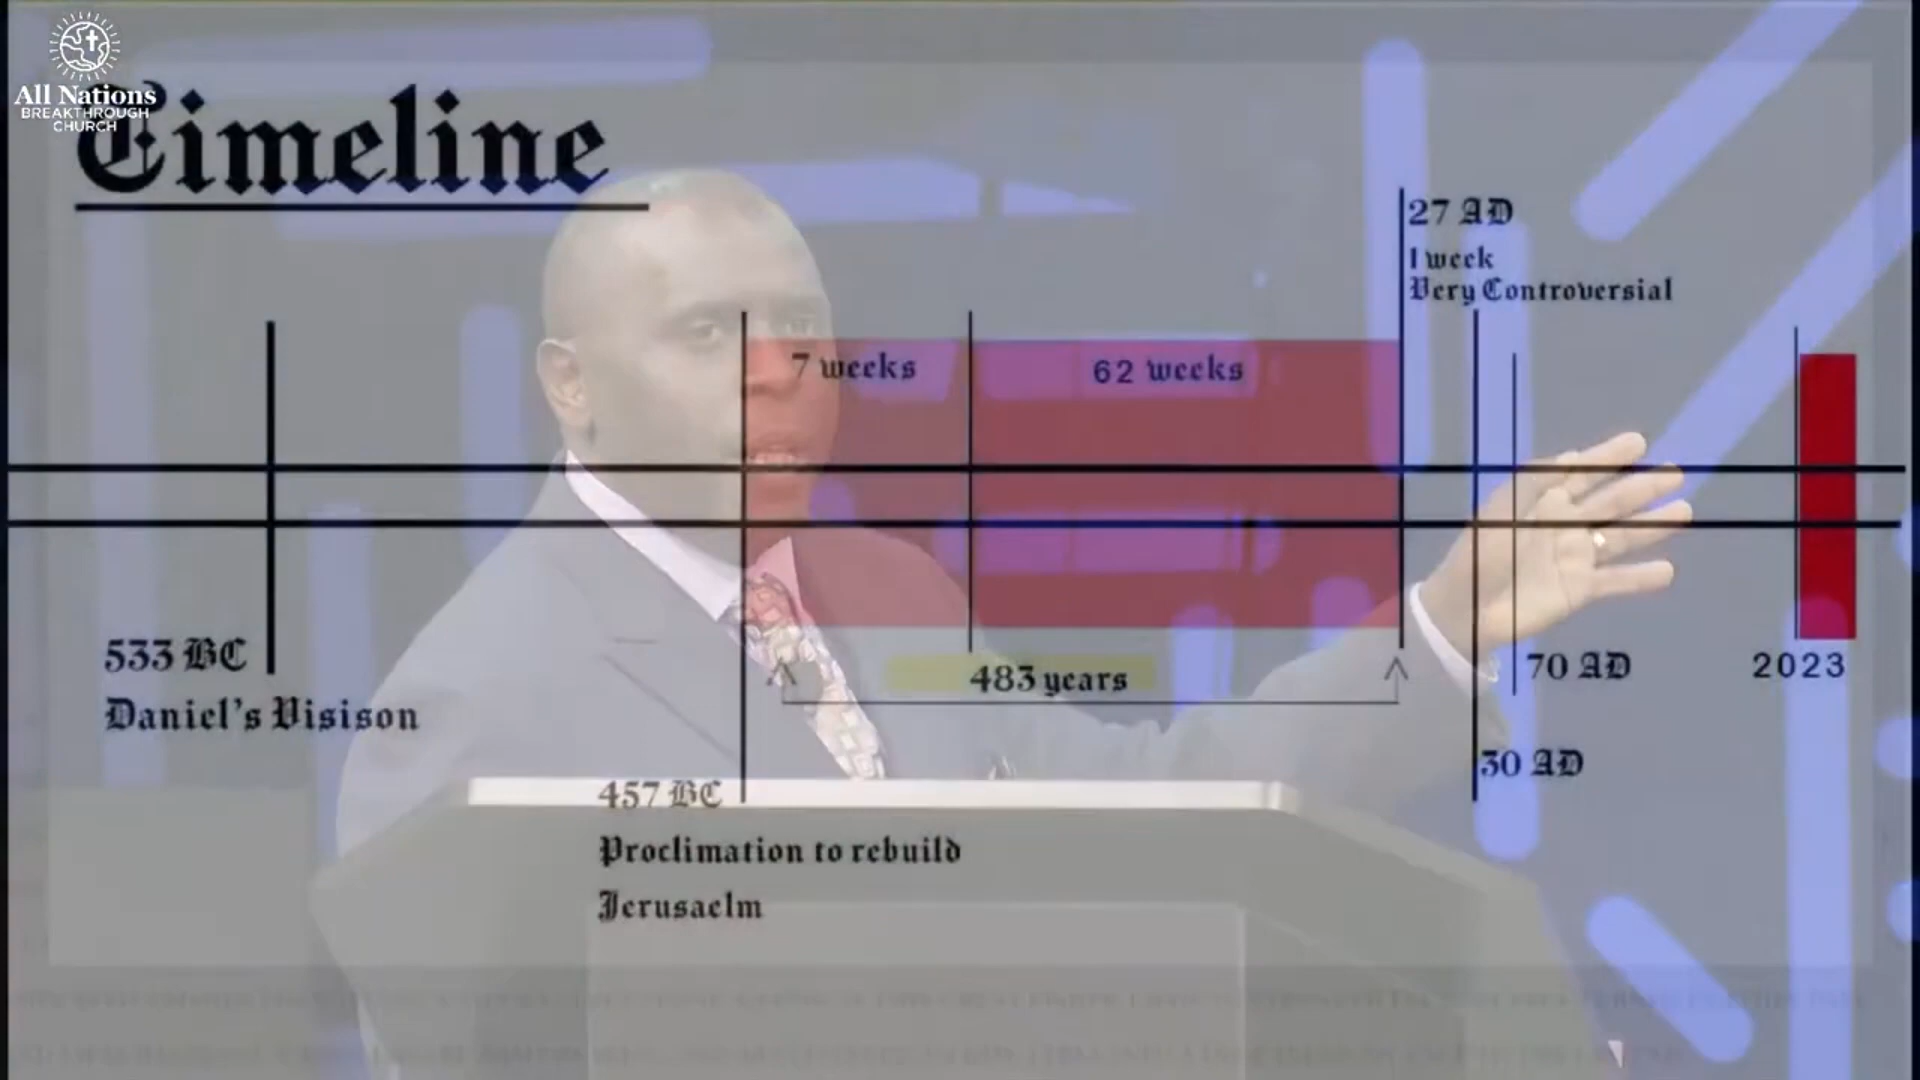 All Nations
BREAKTHROUGH
CHURCH
Timeline
27 AD
1 week
Very Controversial
7 weeks
62 weeks
533 BC
Daniel's Visison
483 years
70 AD
2023
30 AD
457 BC
Proclimation to rebuild
Jerusaelm